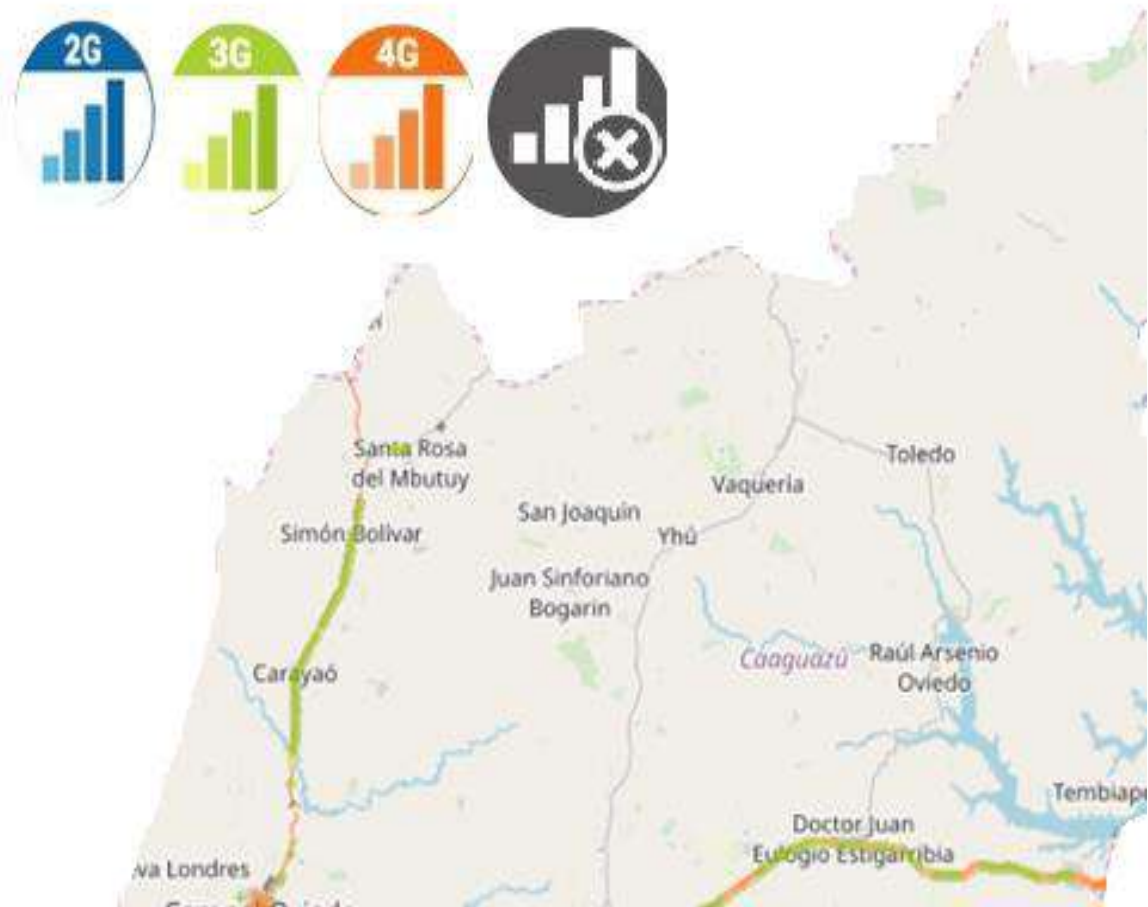 2G
3G
4G
Santa Rosa
del Mbutuy
Toledo
Vaquería
San Joaquín
Simón Bolívar
Yhú
Juan Sinforiano
Bogarín
Caaguazú
Raúl Arsenio
Oviedo
Carayaó
Tembiap
Doctor Juan
Eulogio Estigarribia
va Londres